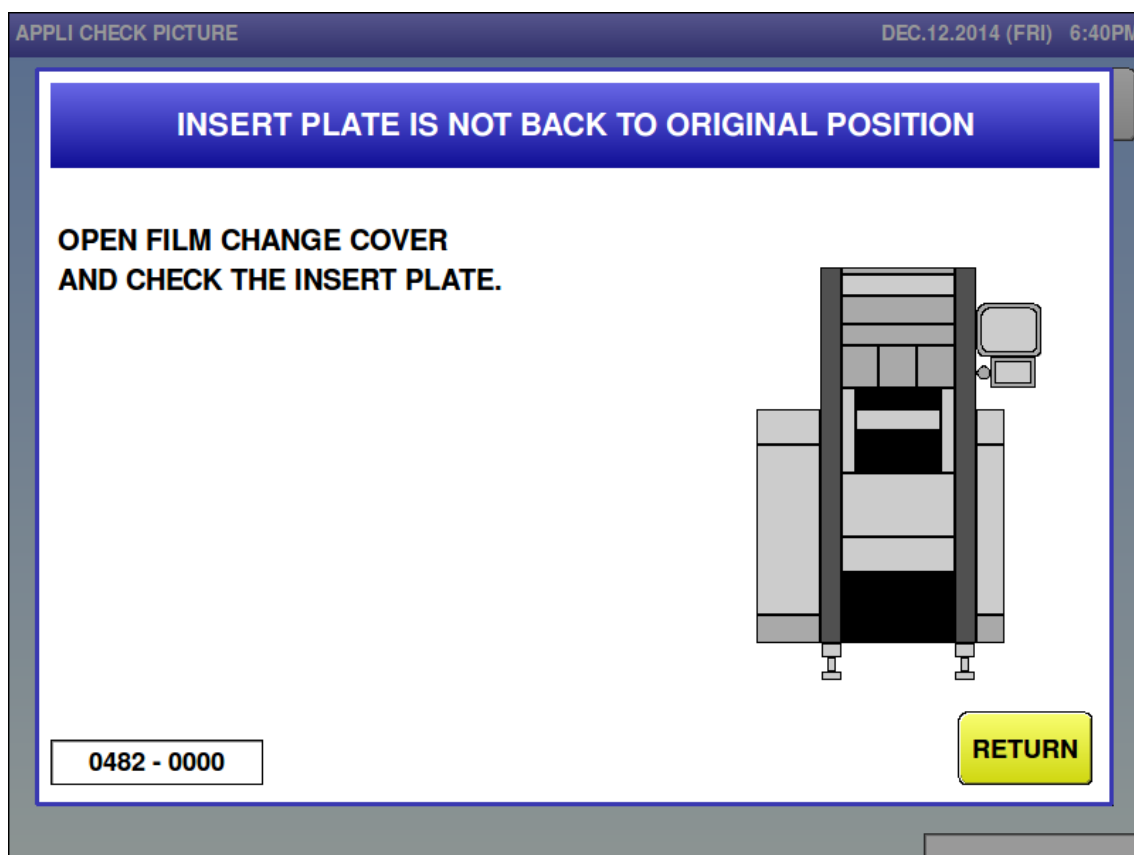 APPLI CHECK PICTURE
DEC.12.2014 (FRI) 6:40PM
INSERT PLATE IS NOT BACK TO ORIGINAL POSITION
OPEN FILM CHANGE COVER
AND CHECK THE INSERT PLATE.
0482 - 0000
RETURN